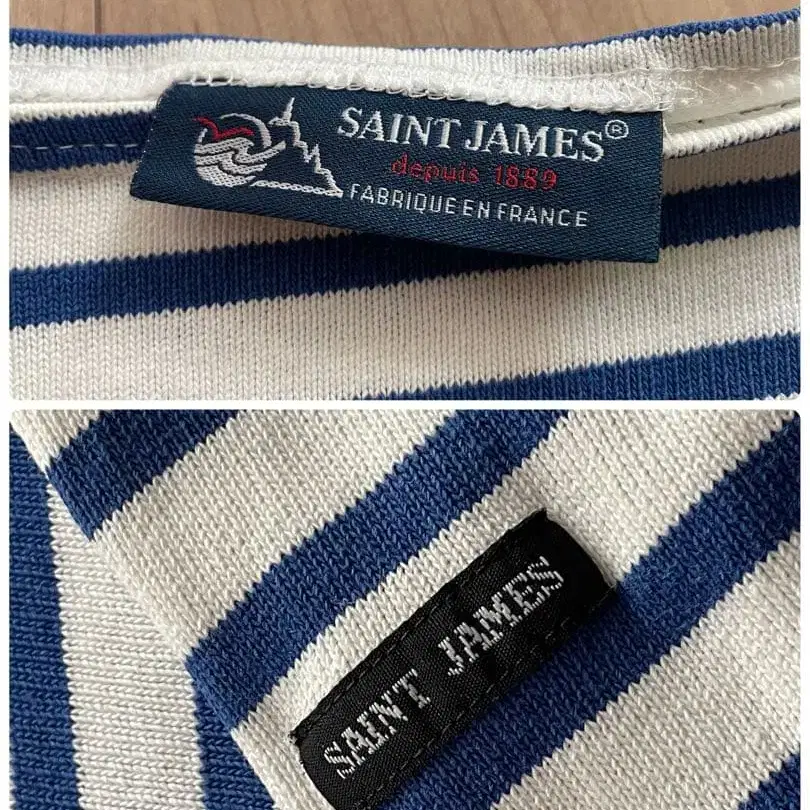 SAINT JAMES®
depuis 1889
FABRIQUE EN FRANCE
SAINT JAMES